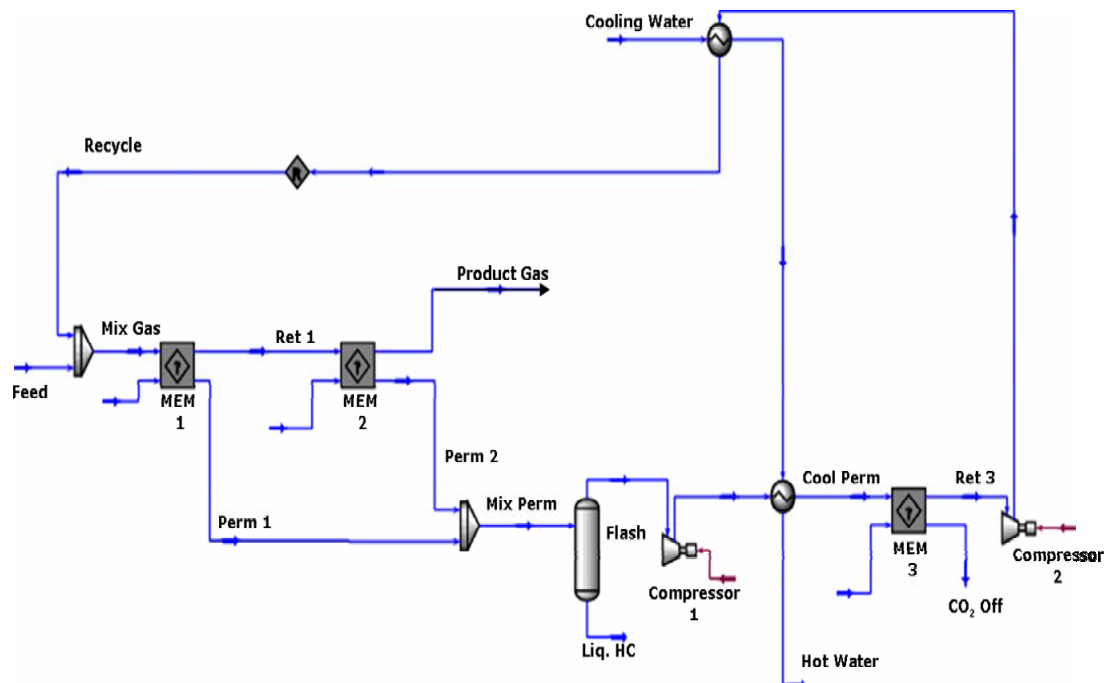 Cooling Water
Recycle
R
Product Gas
Mix Gas
Ret 1
Feed
MEM
1
MEM
2
Perm 2
Cool Perm
Ret 3
Mix Perm
Perm 1
Flash
MEM
3
Compressor
1
Compressor
2
CO₂ Off
Liq. HC
Hot Water